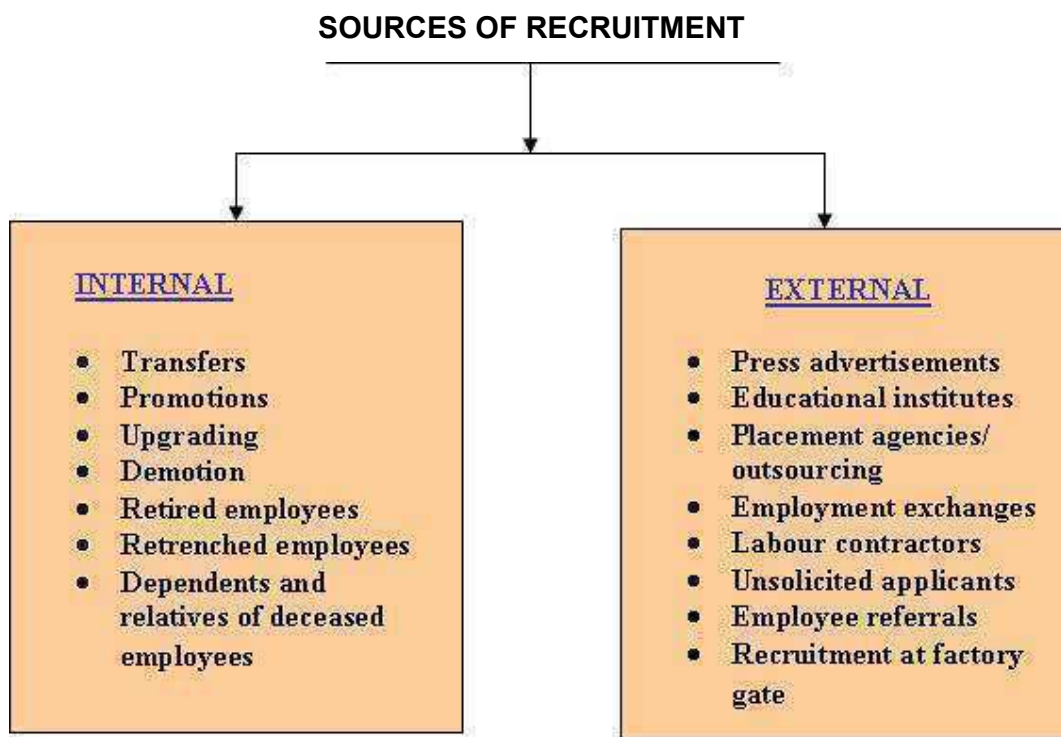 SOURCES OF RECRUITMENT
INTERNAL
• Transfers
• Promotions
• Upgrading
• Demotion
• Retired employees
• Retrenched employees
• Dependents and
relatives of deceased
employees
EXTERNAL
• Press advertisements
• Educational institutes
• Placement agencies/
outsourcing
• Employment exchanges
• Labour contractors
• Unsolicited applicants
• Employee referrals
• Recruitment at factory
gate